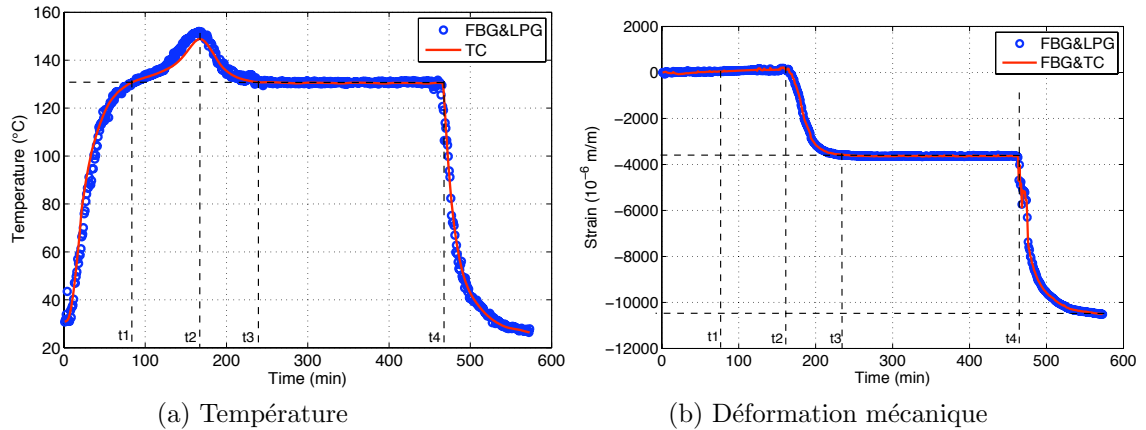 160
140
120
100
80
60
40
20
Temperature (°C)
FBG&LPG
TC
t1
t2
t3
t4
0
100
200
300
400
500
600
Time (min)
(a) Température
2000
0
−2000
−4000
−6000
−8000
−10000
−12000
Strain (10⁻⁶ m/m)
FBG&LPG
FBG&TC
t1
t2
t3
t4
0
100
200
300
400
500
600
Time (min)
(b) Déformation mécanique